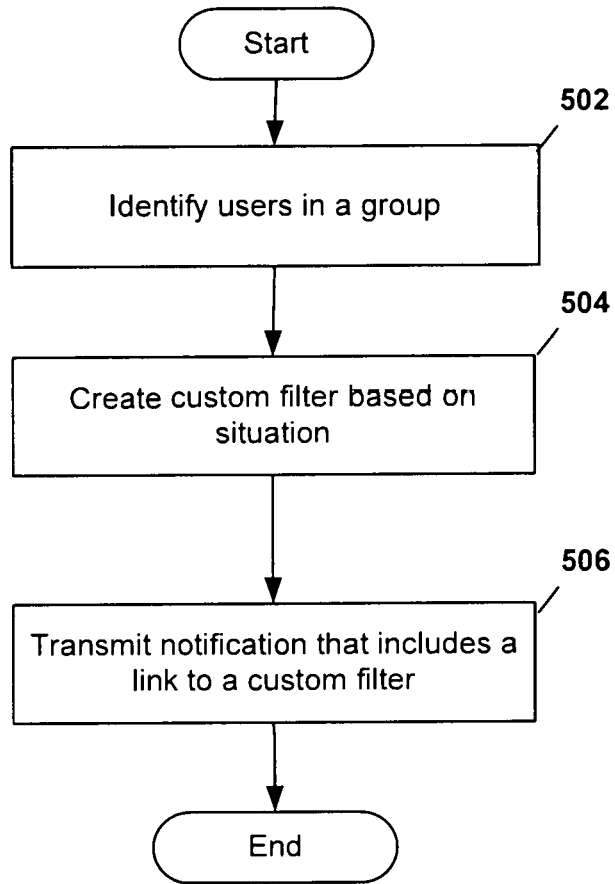 Start
502
Identify users in a group
504
Create custom filter based on
situation
506
Transmit notification that includes a
link to a custom filter
End